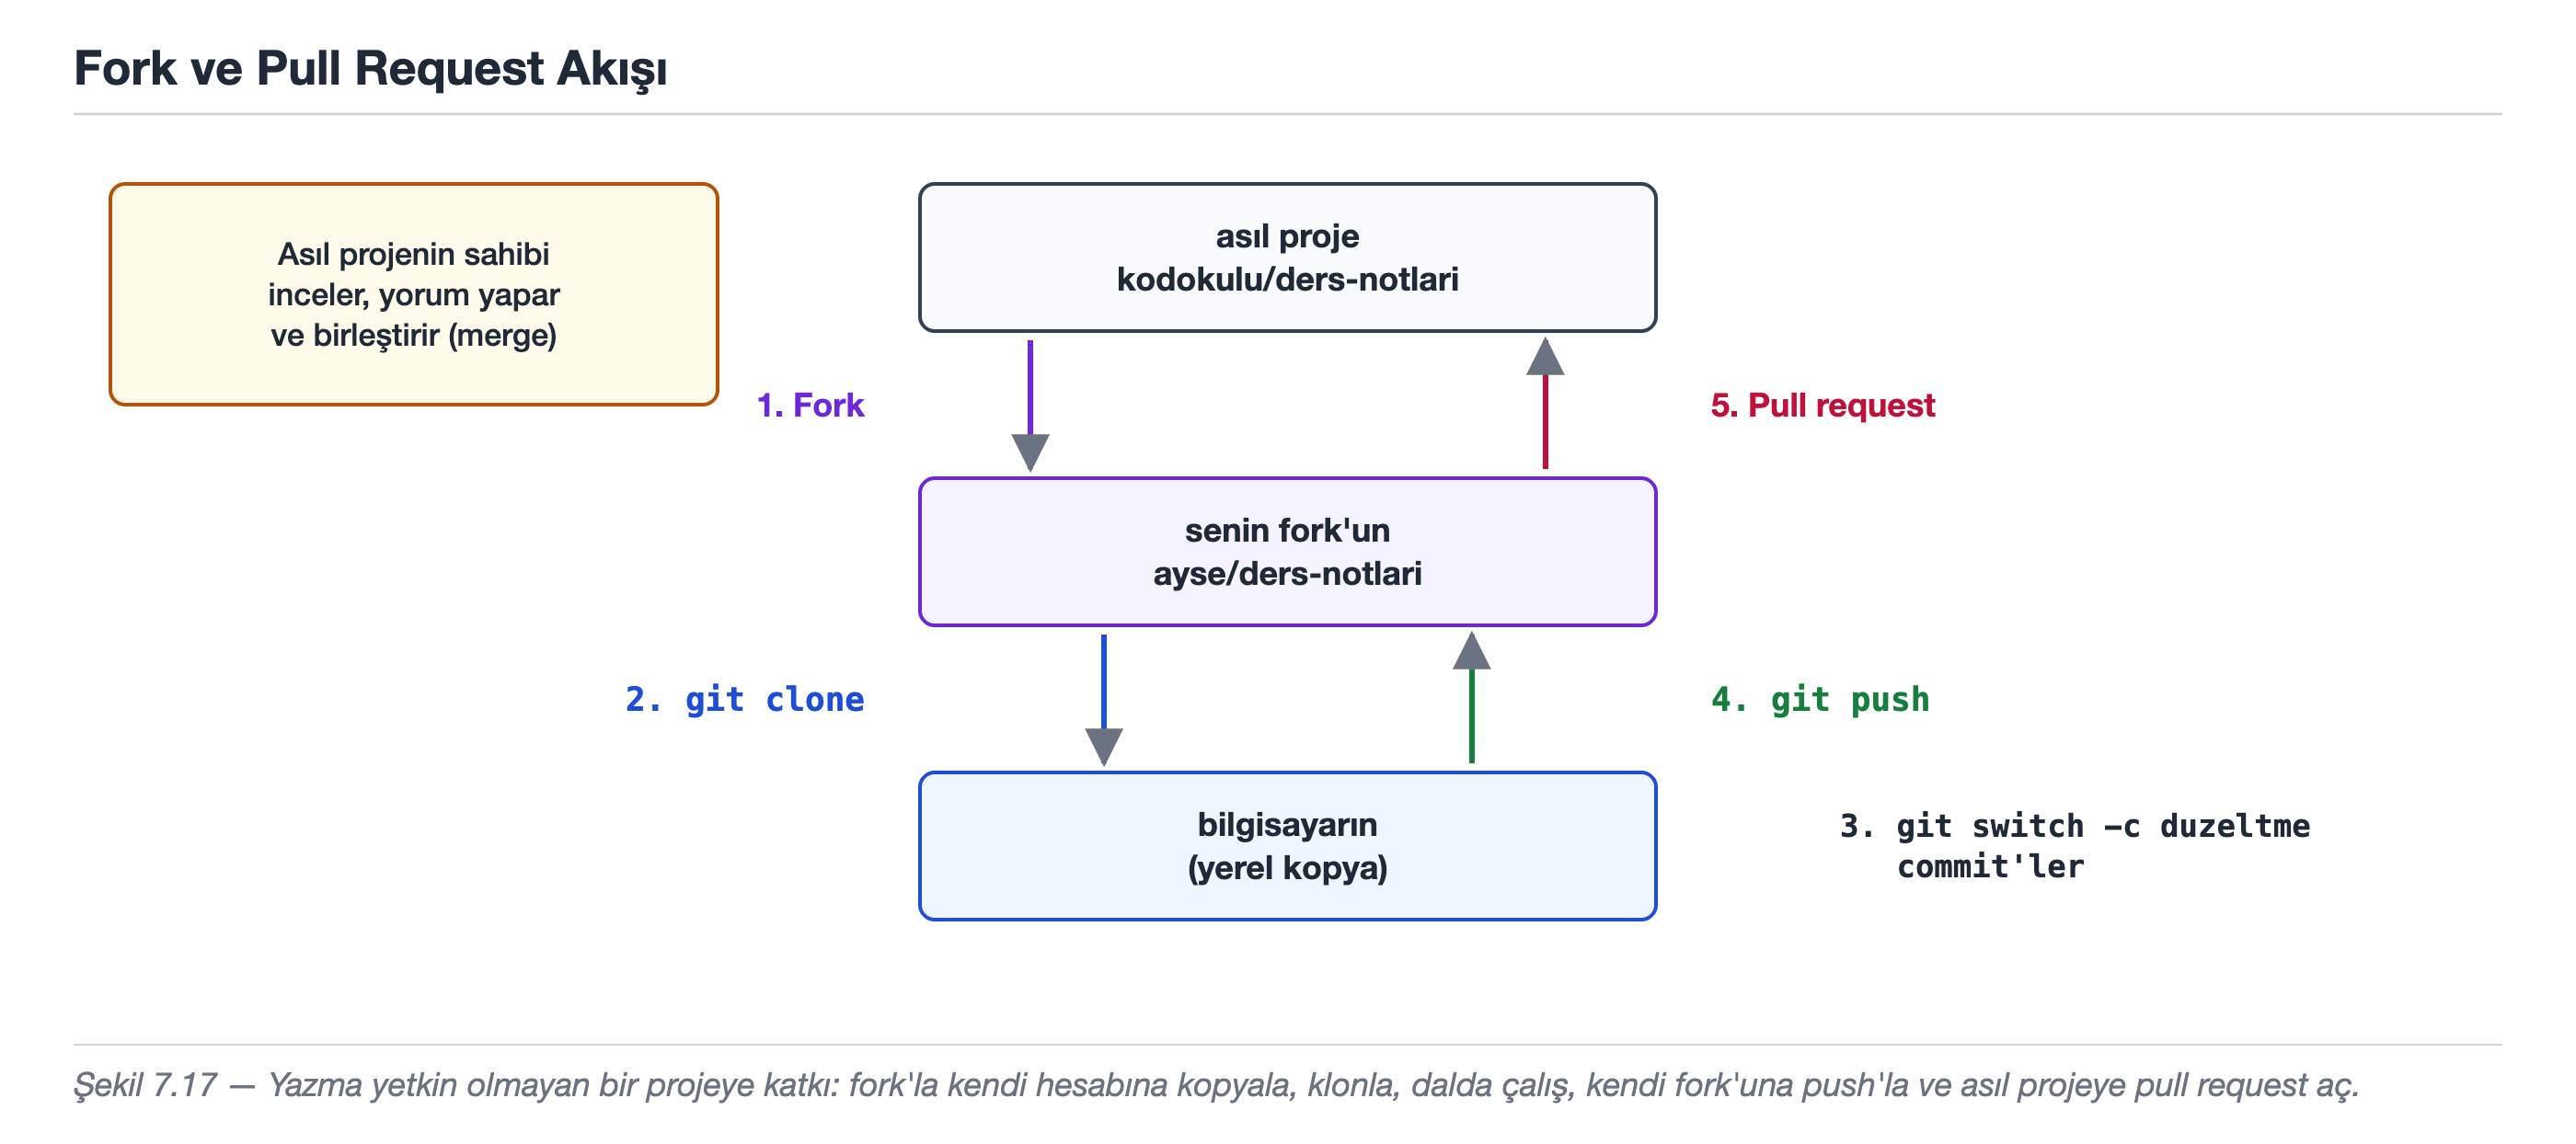 Fork ve Pull Request Akışı
Asıl projenin sahibi
inceler, yorum yapar
ve birleştirir (merge)
asıl proje
kodokulu/ders-notlari
1. Fork
5. Pull request
senin fork'un
ayse/ders-notlari
2. git clone
4. git push
bilgisayarın
(yerel kopya)
3. git switch -c duzeltme
commit'ler
Şekil 7.17 — Yazma yetkin olmayan bir projeye katkı: fork'la kendi hesabına kopyala, klonla, dalda çalış, kendi fork'una push'la ve asıl projeye pull request aç.